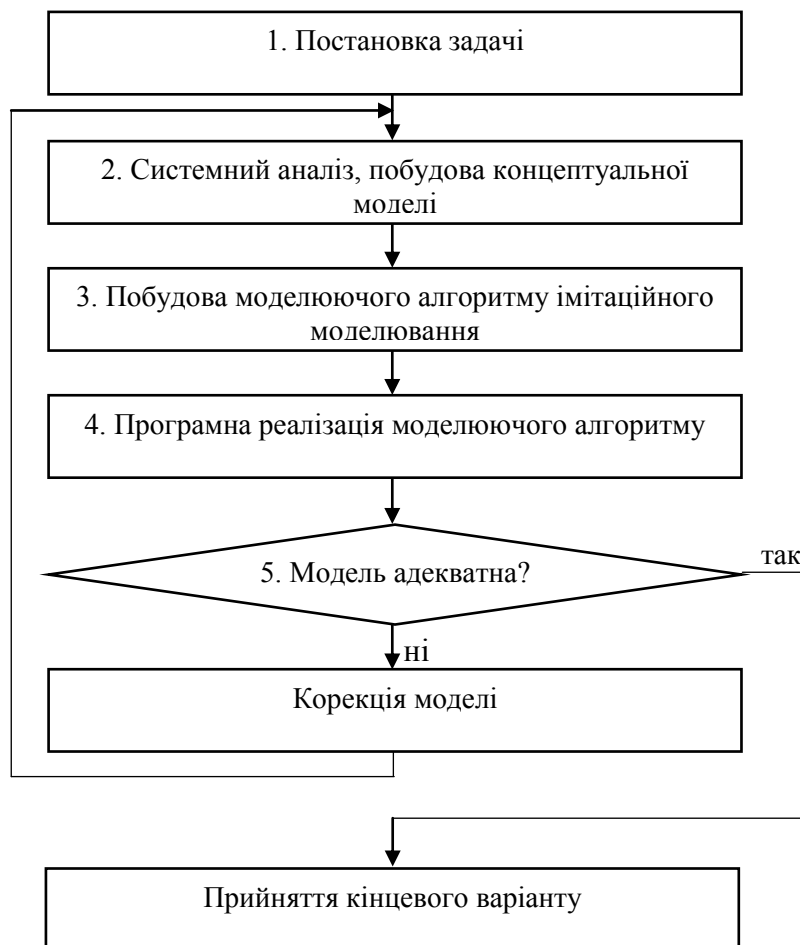 1. Постановка задачі
2. Системний аналіз, побудова концептуальної
моделі
3. Побудова моделюючого алгоритму імітаційного
моделювання
4. Програмна реалізація моделюючого алгоритму
5. Модель адекватна?
так
ні
Корекція моделі
Прийняття кінцевого варіанту